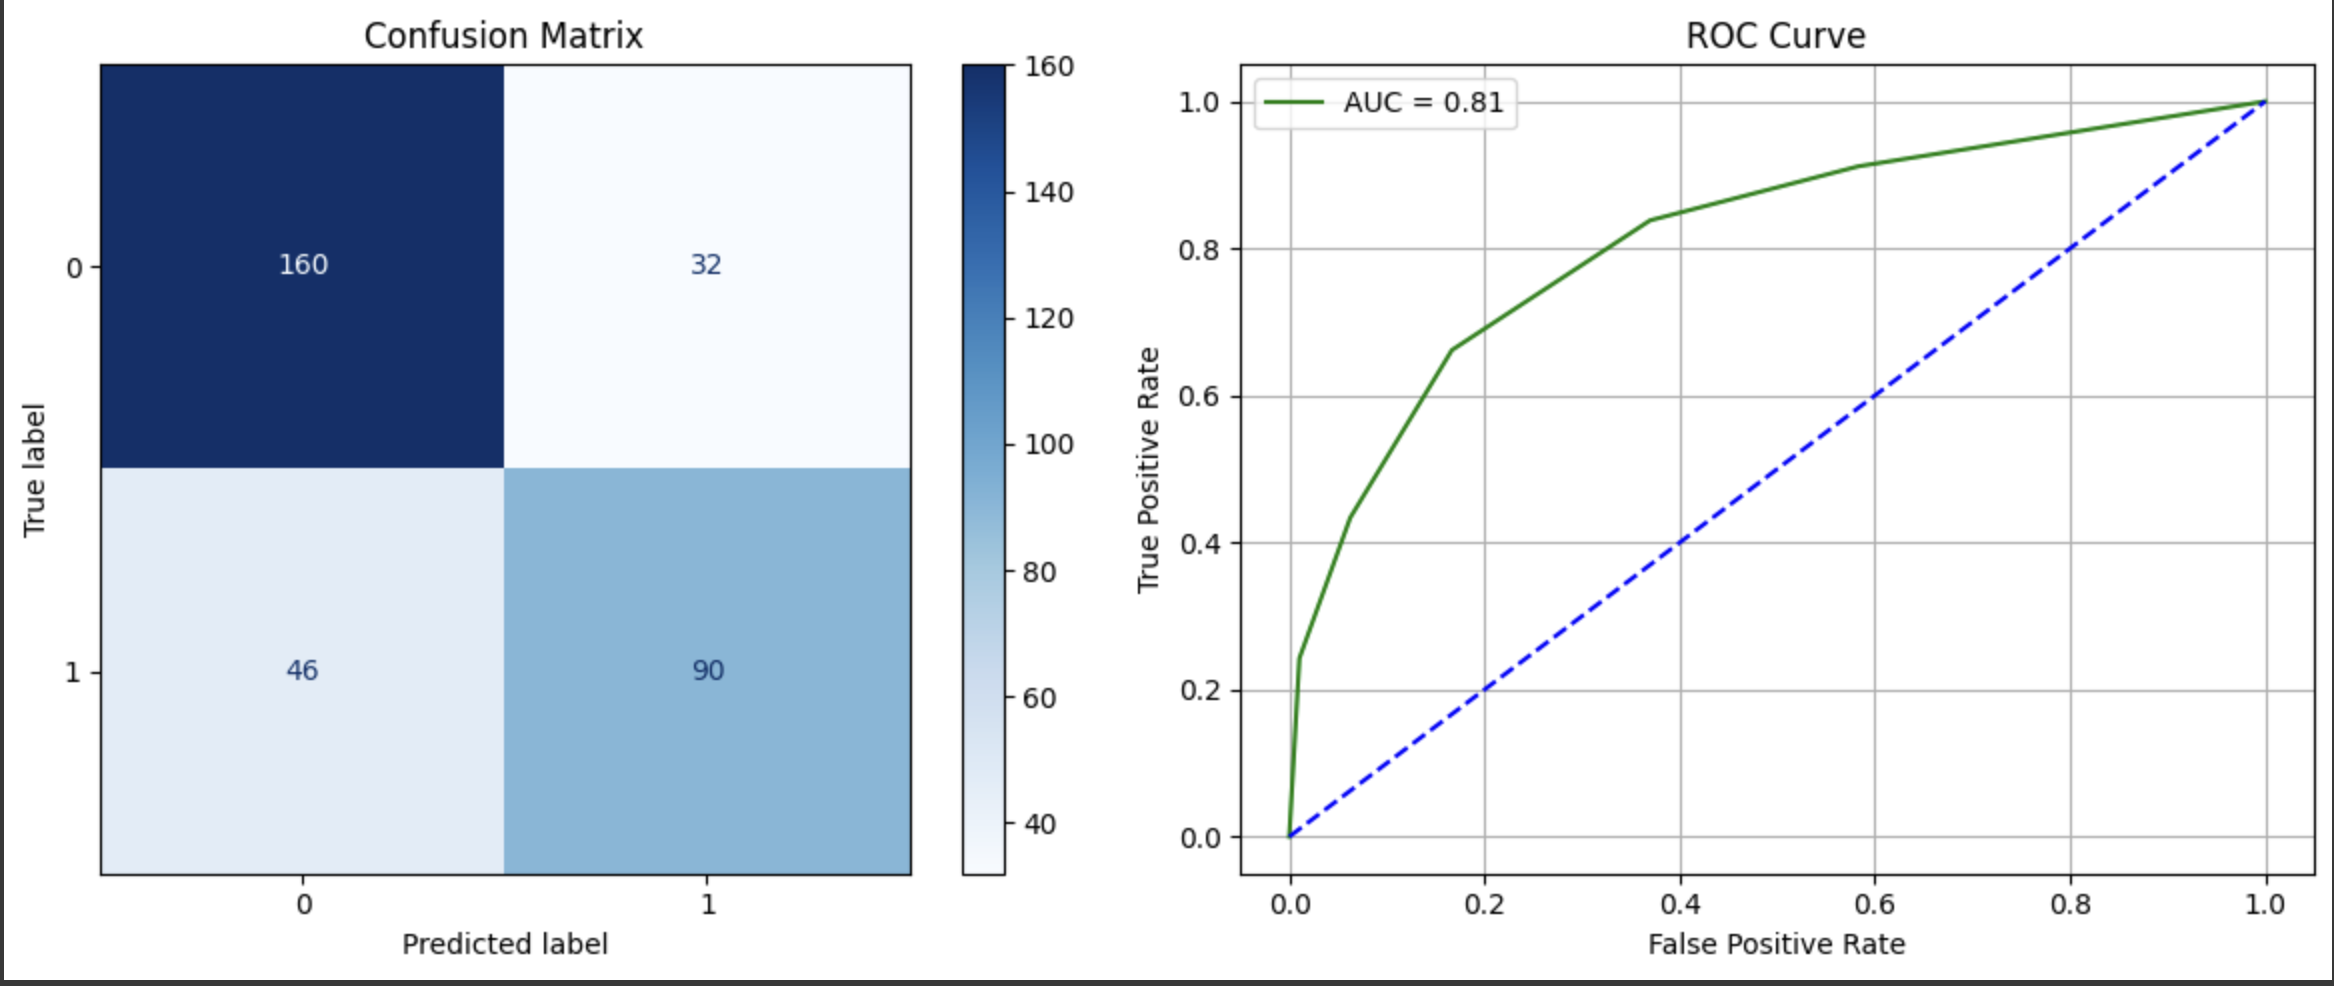 Confusion Matrix
160
32
46
90
0
1
True label
0
1
Predicted label
160
140
120
100
80
60
40
ROC Curve
AUC = 0.81
1.0
0.8
0.6
0.4
0.2
0.0
True Positive Rate
0.0 0.2 0.4 0.6 0.8 1.0
False Positive Rate